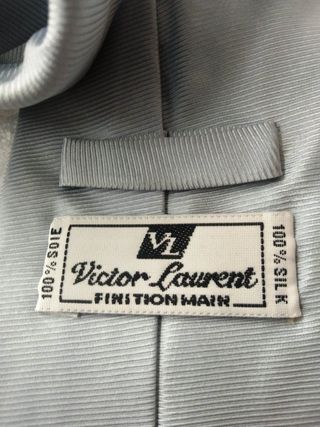 VL
Victor Laurent
FINITION MAIN
100% SOIE
100% SILK